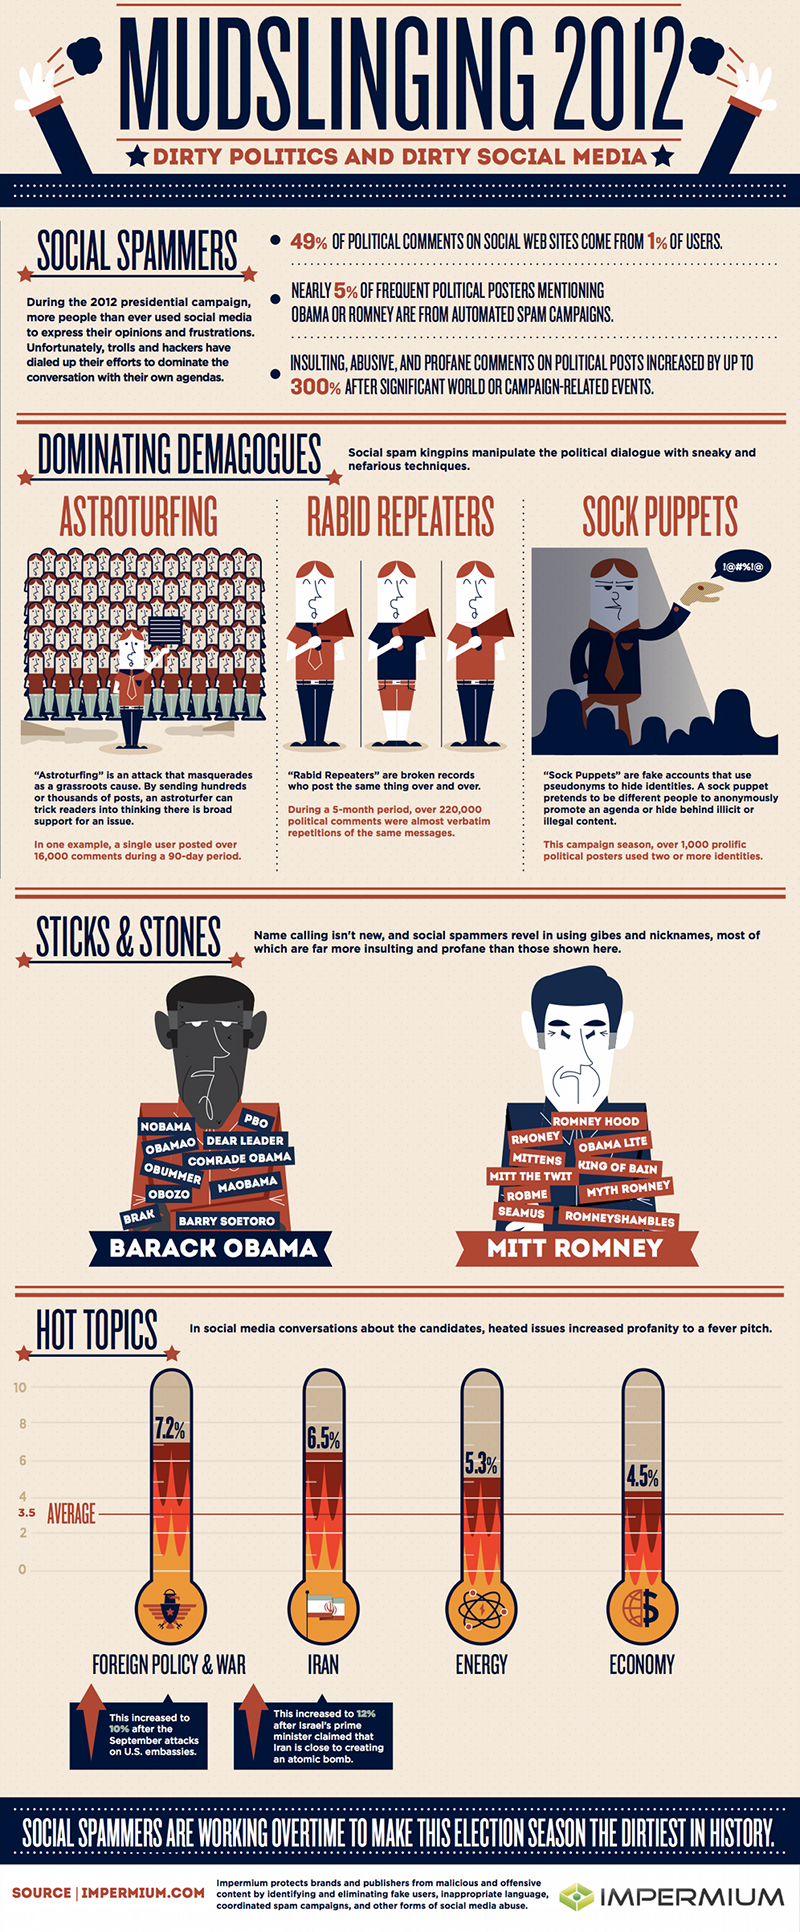 MUDSLINGING 2012
DIRTY POLITICS AND DIRTY SOCIAL MEDIA
SOCIAL SPAMMERS
During the 2012 presidential campaign,
more people than ever used social media
to express their opinions and frustrations.
Unfortunately, trolls and hackers have
dialed up their efforts to dominate the
conversation with their own agendas.
49% OF POLITICAL COMMENTS ON SOCIAL WEB SITES COME FROM 1% OF USERS.
NEARLY 5% OF FREQUENT POLITICAL POSTERS MENTIONING
OBAMA OR ROMNEY ARE FROM AUTOMATED SPAM CAMPAIGNS.
INSULTING, ABUSIVE, AND PROFANE COMMENTS ON POLITICAL POSTS INCREASED BY UP TO
300% AFTER SIGNIFICANT WORLD OR CAMPAIGN-RELATED EVENTS.
DOMINATING DEMAGOGUES
Social spam kingpins manipulate the political dialogue with sneaky and
nefarious techniques.
ASTROTURFING
"Astroturfing" is an attack that masquerades
as a grassroots cause. By sending hundreds
or thousands of posts, an astroturfer can
trick readers into thinking there is broad
support for an issue.
In one example, a single user posted over
16,000 comments during a 90-day period.
RABID REPEATERS
"Rabid Repeaters" are broken records
who post the same thing over and over.
During a 5-month period, over 220,000
political comments were almost verbatim
repetitions of the same messages.
SOCK PUPPETS
!@#%!@
"Sock Puppets" are fake accounts that use
pseudonyms to hide identities. A sock puppet
pretends to be different people to anonymously
promote an agenda or hide behind illicit or
illegal content.
This campaign season, over 1,000 prolific
political posters used two or more identities.
STICKS & STONES
Name calling isn't new, and social spammers revel in using gibes and nicknames, most of
which are far more insulting and profane than those shown here.
NOBAMA
PBO
OBAMAO
DEAR LEADER
COMRADE OBAMA
OBUMMER
MAOBAMA
OBOZO
BRAK
BARRY SOETORO
BARACK OBAMA
ROMNEY HOOD
RMONEY
OBAMA LITE
MITTENS
KING OF BAIN
MITT THE TWIT
MYTH ROMNEY
ROBME
SEAMUS
ROMNEYSHAMBLES
MITT ROMNEY
HOT TOPICS
In social media conversations about the candidates, heated issues increased profanity to a fever pitch.
10
8
6
4
3.5 AVERAGE
2
0
7.2%
6.5%
5.3%
4.5%
FOREIGN POLICY & WAR
IRAN
ENERGY
ECONOMY
This increased to
10% after the
September attacks
on U.S. embassies.
This increased to 12%
after Israel's prime
minister claimed that
Iran is close to creating
an atomic bomb.
SOCIAL SPAMMERS ARE WORKING OVERTIME TO MAKE THIS ELECTION SEASON THE DIRTIEST IN HISTORY.
SOURCE | IMPERMIUM.COM
Impermium protects brands and publishers from malicious and offensive
content by identifying and eliminating fake users, inappropriate language,
coordinated spam campaigns, and other forms of social media abuse.
IMPERMIUM